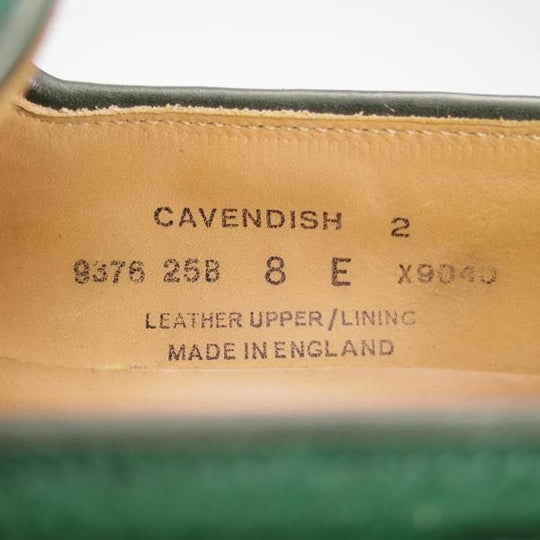 CAVENDISH 2
9376 25B 8 E X9040
LEATHER UPPER/LINING
MADE IN ENGLAND